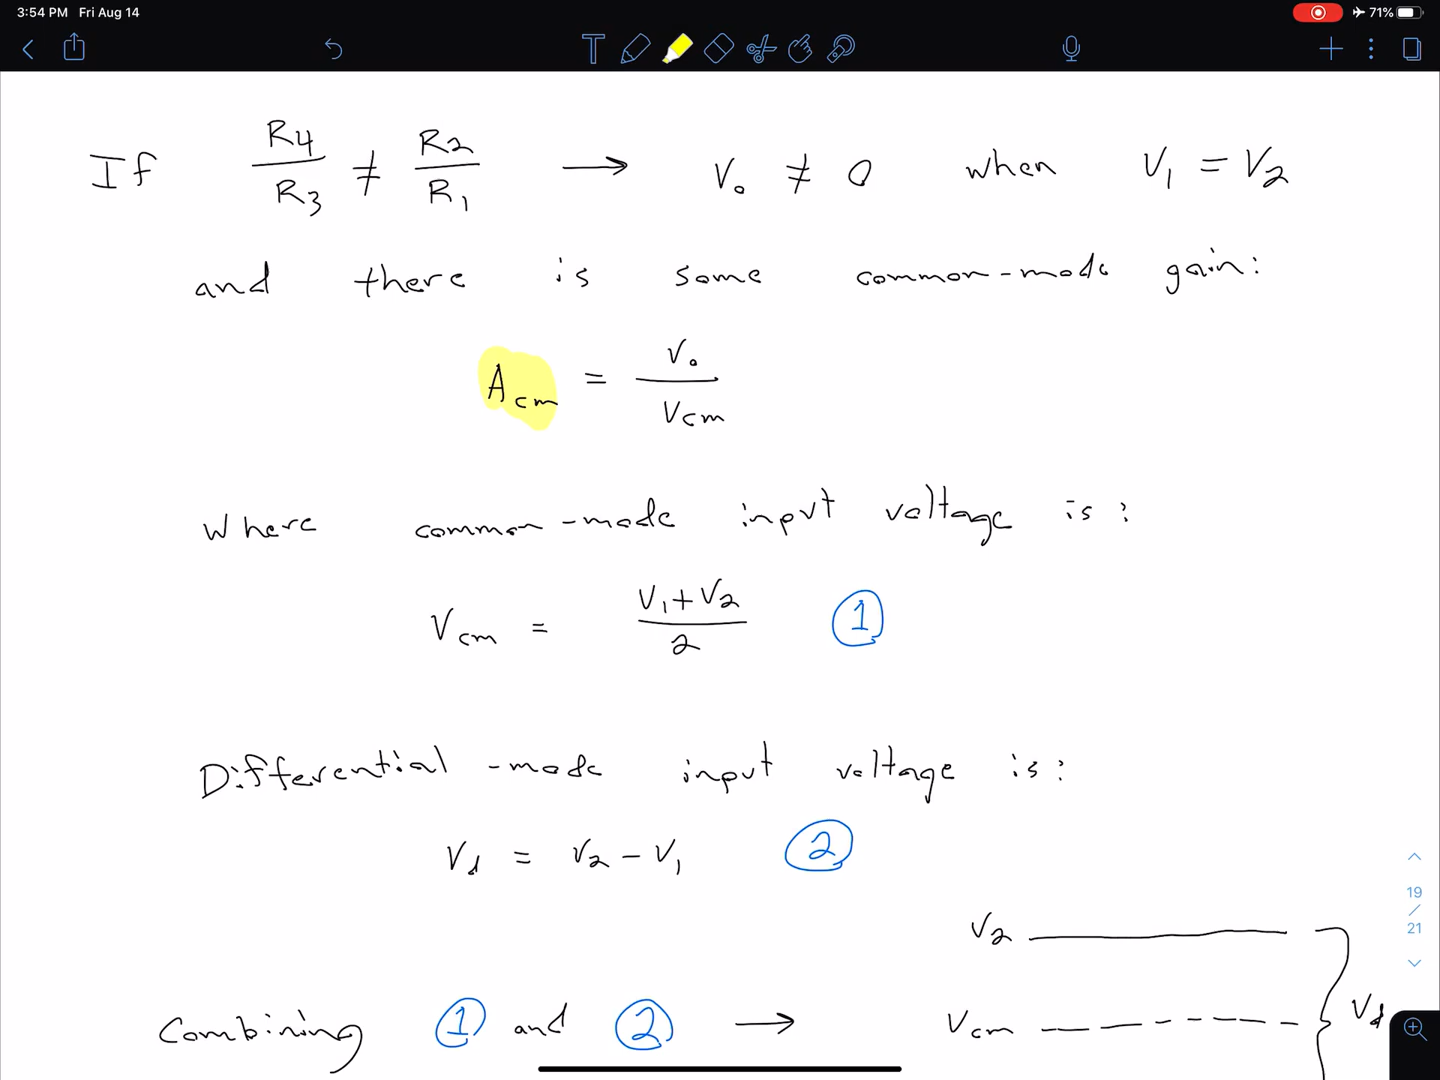 3:54 PM Fri Aug 14
71%
If R4/R3 ≠ R2/R1 → Vo ≠ 0 when V1 = V2
and there is some common-mode gain:
Acm = Vo/Vcm
Where common-mode input voltage is:
Vcm = (V1+V2)/2 ①
Differential-mode input voltage is:
Vd = V2 - V1 ②
19
/
21
V2
Combining ① and ② → Vcm
Vd